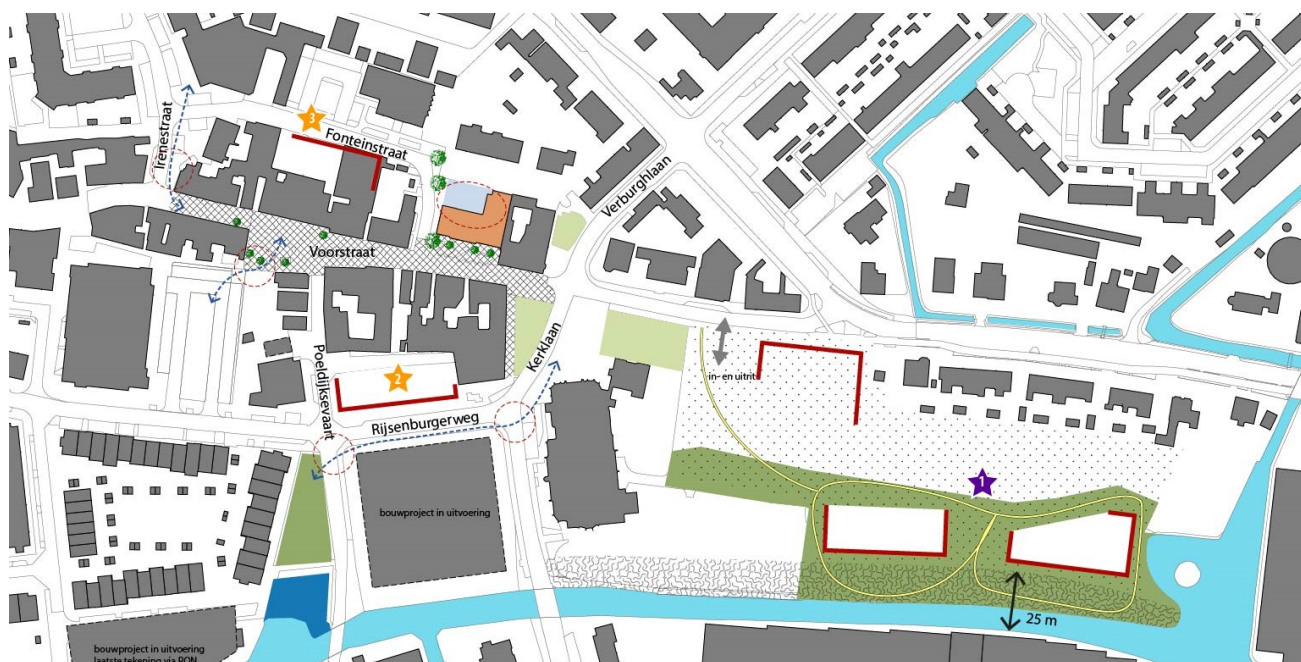 3
Fonteinstraat
Irenestraat
Verburghlaan
Voorstraat
Kerklaan
Poeldijksevaart
in- en uitrit
2
Rijsenburgerweg
1
bouwproject in uitvoering
25 m
bouwproject in uitvoering
laatste tekening via RON